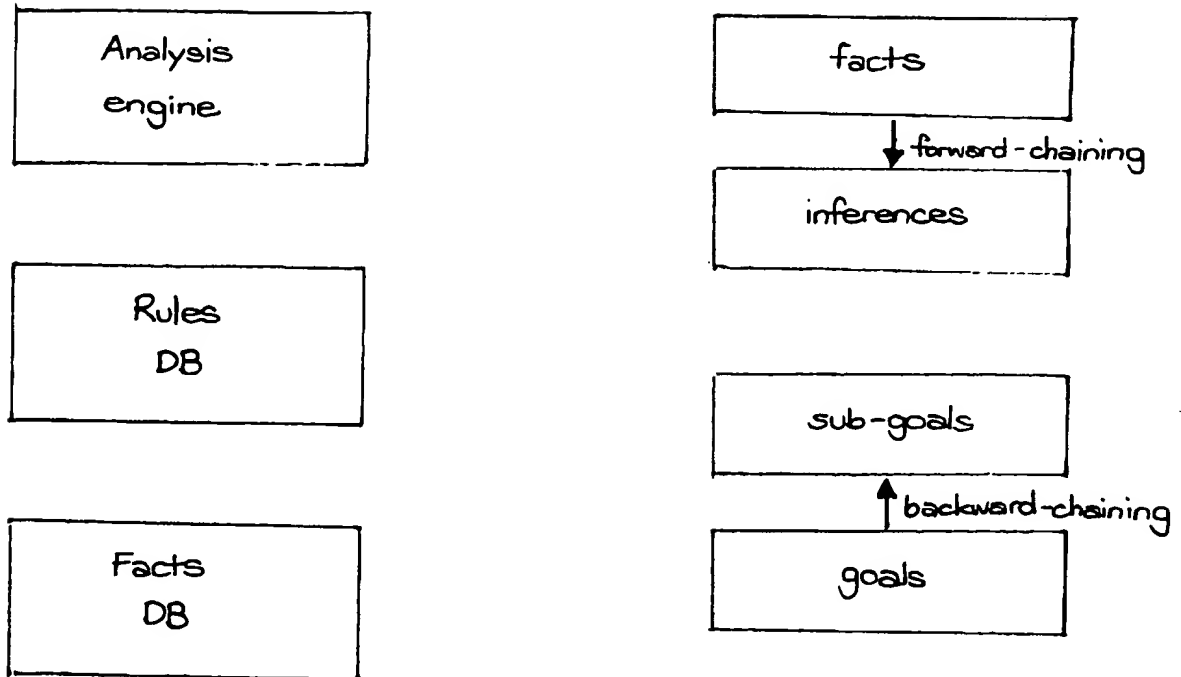 Analysis
engine
Rules
DB
Facts
DB
facts
forward-chaining
inferences
sub-goals
backward-chaining
goals